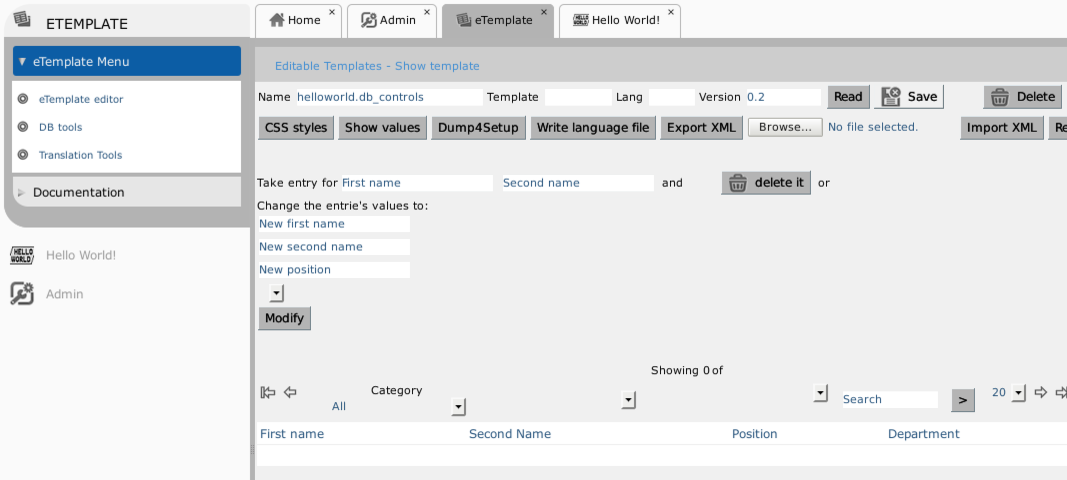 ETEMPLATE
Home
Admin
eTemplate
Hello World!
eTemplate Menu
eTemplate editor
DB tools
Translation Tools
Documentation
HELLO WORLD! Hello World!
Admin
Editable Templates - Show template
Name helloworld.db_controls Template Lang Version 0.2 Read Save Delete
CSS styles Show values Dump4Setup Write language file Export XML Browse... No file selected. Import XML Re
Take entry for First name Second name and delete it or
Change the entrie's values to:
New first name
New second name
New position
Modify
Showing 0 of
Category
All
Search > 20
First name Second Name Position Department